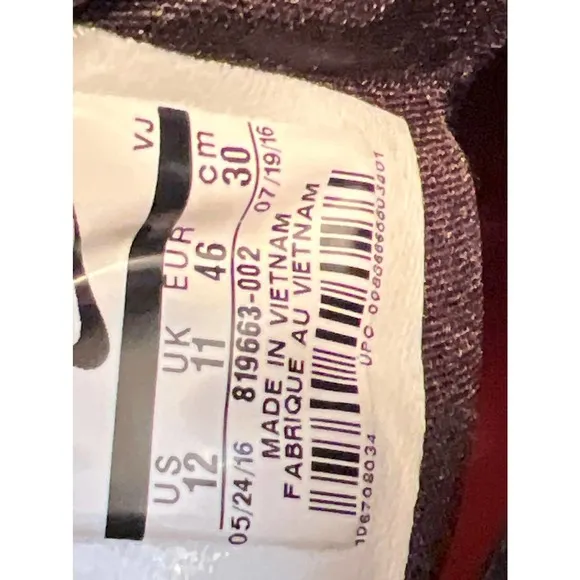 VJ
US UK EUR cm
12 11 46 30
05/24/16 819663-002 07/19/16
MADE IN VIETNAM
FABRIQUE AU VIETNAM
1D6708034